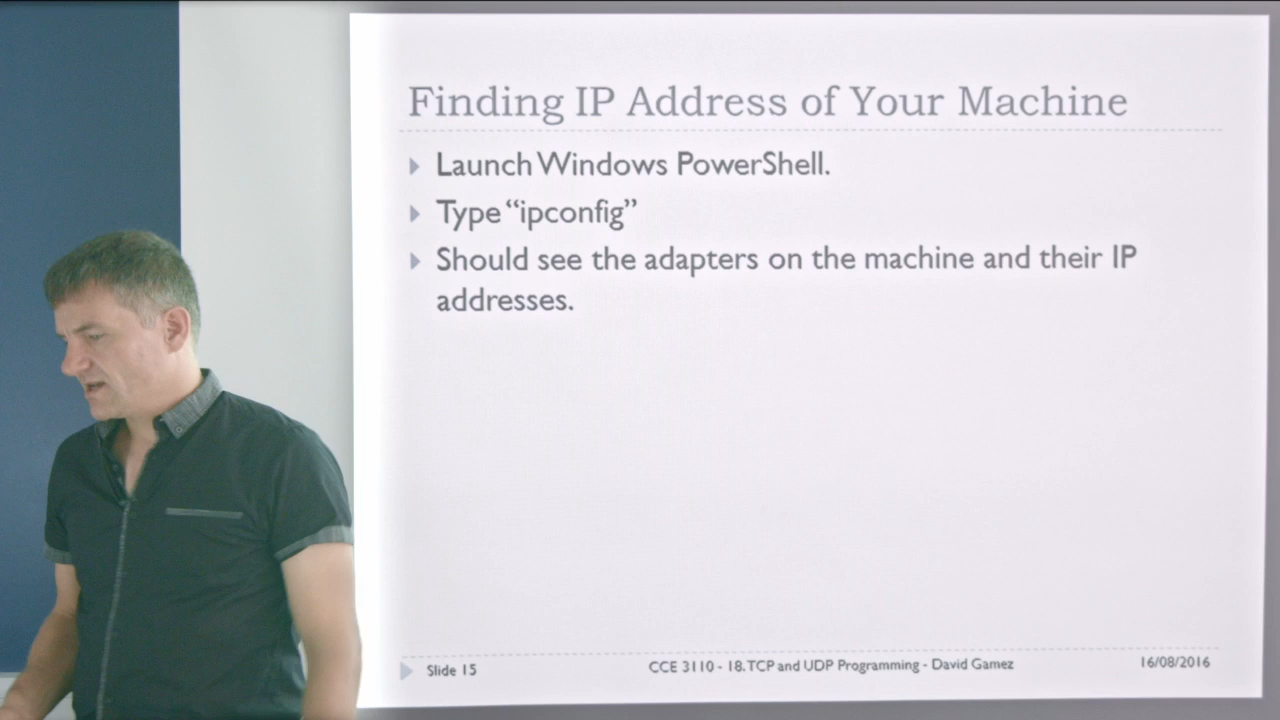 Finding IP Address of Your Machine
Launch Windows PowerShell.
Type “ipconfig”
Should see the adapters on the machine and their IP
addresses.
Slide 15
CCE 3110 - 18. TCP and UDP Programming - David Gamez
16/08/2016